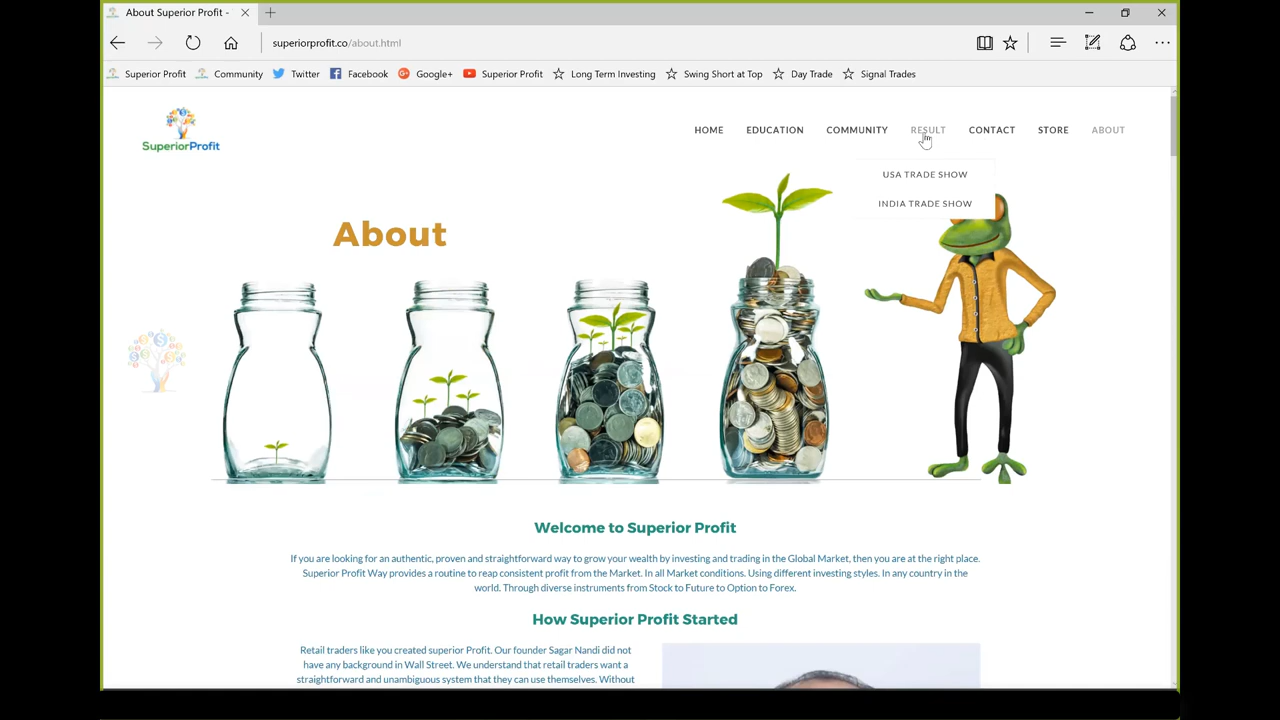 About Superior Profit -
superiorprofit.co/about.html
Superior Profit Community Twitter Facebook Google+ Superior Profit Long Term Investing Swing Short at Top Day Trade Signal Trades
SuperiorProfit
HOME EDUCATION COMMUNITY RESULT CONTACT STORE ABOUT
USA TRADE SHOW
INDIA TRADE SHOW
About
Welcome to Superior Profit
If you are looking for an authentic, proven and straightforward way to grow your wealth by investing and trading in the Global Market, then you are at the right place.
Superior Profit Way provides a routine to reap consistent profit from the Market. In all Market conditions. Using different investing styles. In any country in the
world. Through diverse instruments from Stock to Future to Option to Forex.
How Superior Profit Started
Retail traders like you created superior Profit. Our founder Sagar Nandi did not
have any background in Wall Street. We understand that retail traders want a
straightforward and unambiguous system that they can use themselves. Without